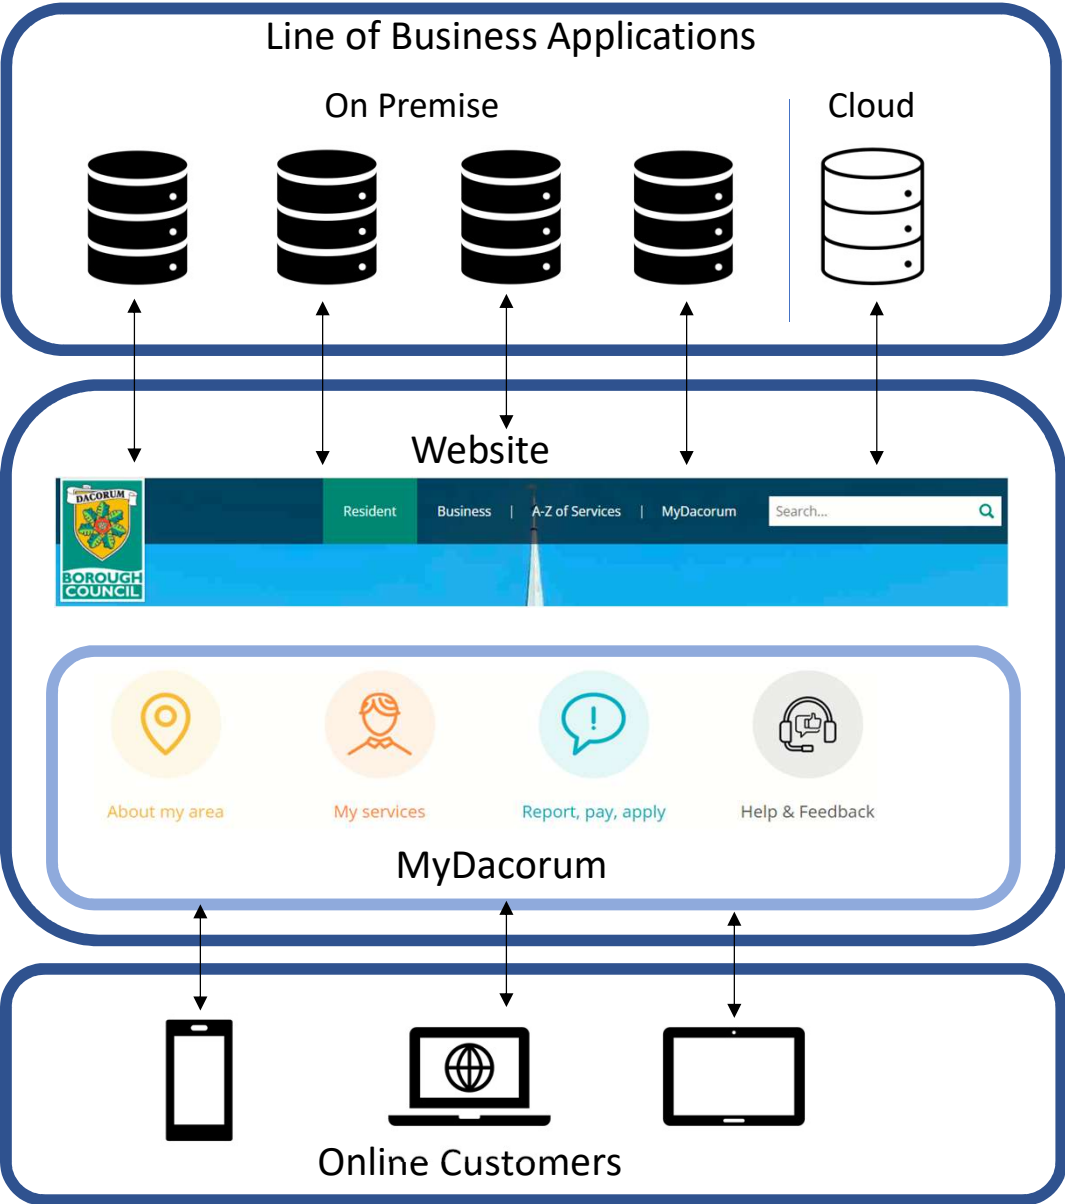 Line of Business Applications
On Premise
Cloud
Website
DACORUM
BOROUGH
COUNCIL
Resident Business | A-Z of Services | MyDacorum Search...
About my area My services Report, pay, apply Help & Feedback
MyDacorum
Online Customers